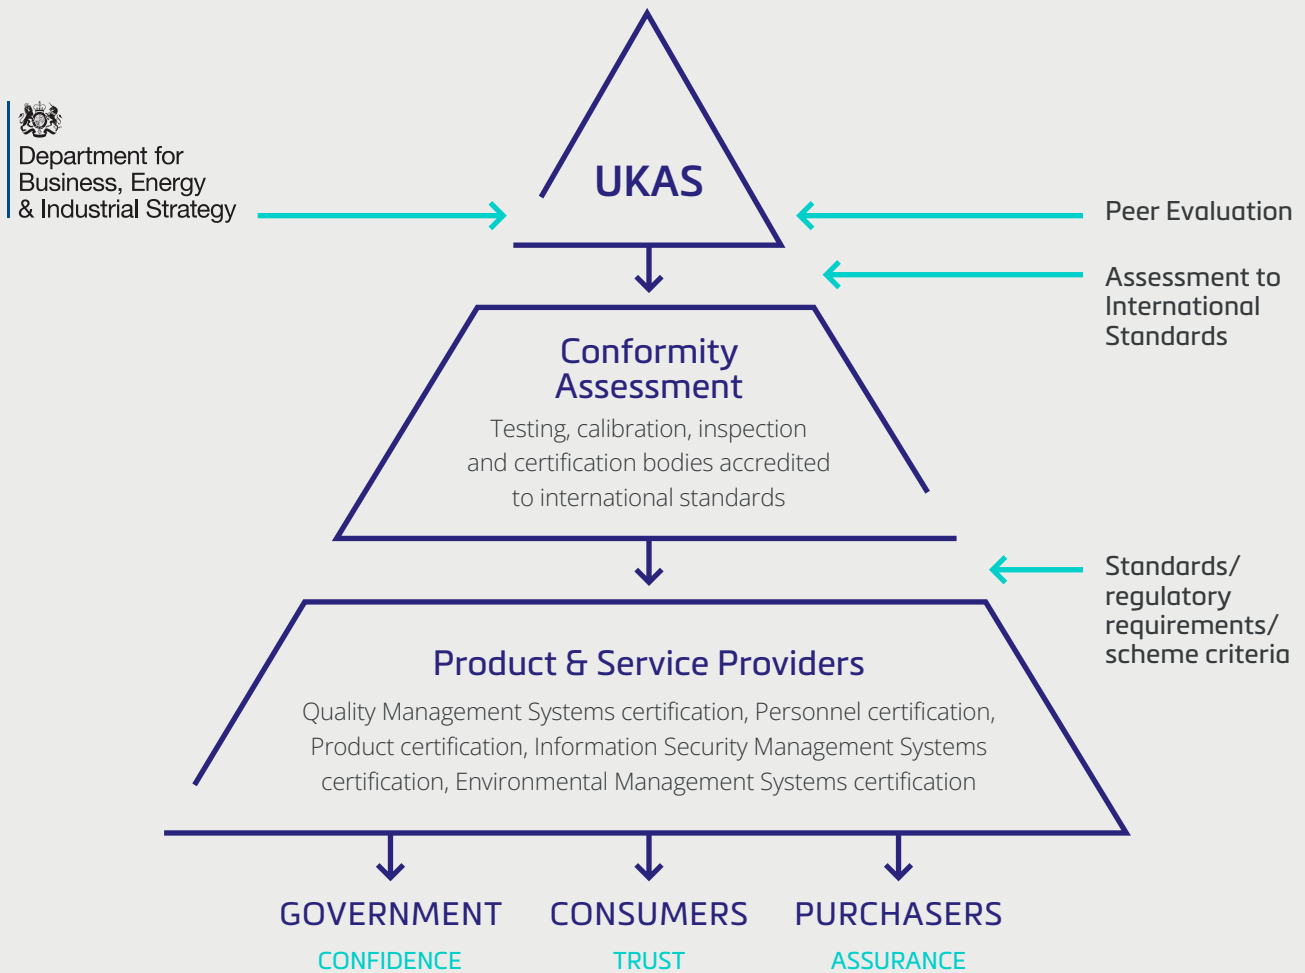 UKAS
Department for
Business, Energy
& Industrial Strategy
Peer Evaluation
Assessment to
International
Standards
Conformity
Assessment
Testing, calibration, inspection
and certification bodies accredited
to international standards
Standards/
regulatory
requirements/
scheme criteria
Product & Service Providers
Quality Management Systems certification, Personnel certification,
Product certification, Information Security Management Systems
certification, Environmental Management Systems certification
GOVERNMENT
CONSUMERS
PURCHASERS
CONFIDENCE
TRUST
ASSURANCE